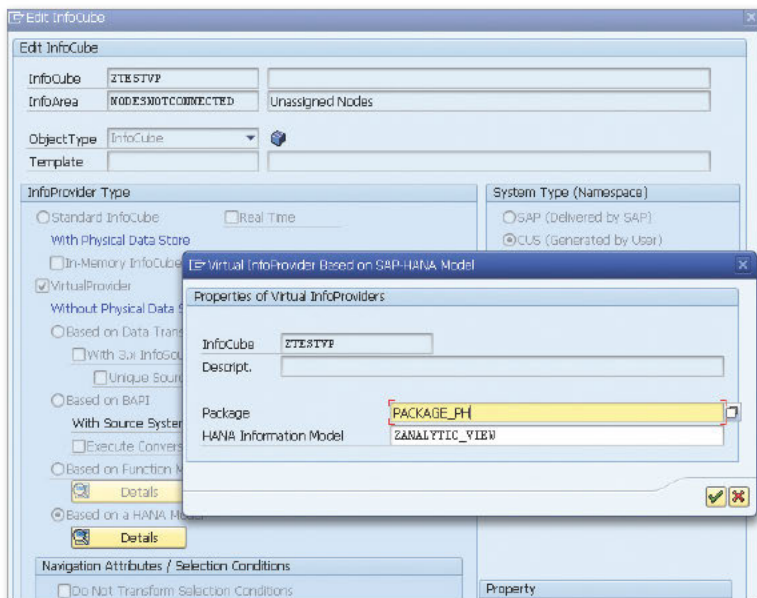 Edit InfoCube
Edit InfoCube
InfoCube ZTESTVP
InfoArea NODESNOTCONNECTED Unassigned Nodes
ObjectType InfoCube
Template
InfoProvider Type
Standard InfoCube Real Time
With Physical Data Store
In-Memory InfoCube
VirtualProvider
Without Physical Data S
Based on Data Trans
With 3.x InfoSou
Unique Sourc
Based on BAPI
With Source System
Execute Convers
Based on Function M
Details
Based on a HANA Model
Details
Navigation Attributes / Selection Conditions
Do Not Transform Selection Conditions
System Type (Namespace)
SAP (Delivered by SAP)
CUS (Generated by User)
Property
Virtual InfoProvider Based on SAP-HANA Model
Properties of Virtual InfoProviders
InfoCube ZTESTVP
Descript.
Package PACKAGE_PH
HANA Information Model ZANALYTIC_VIEW